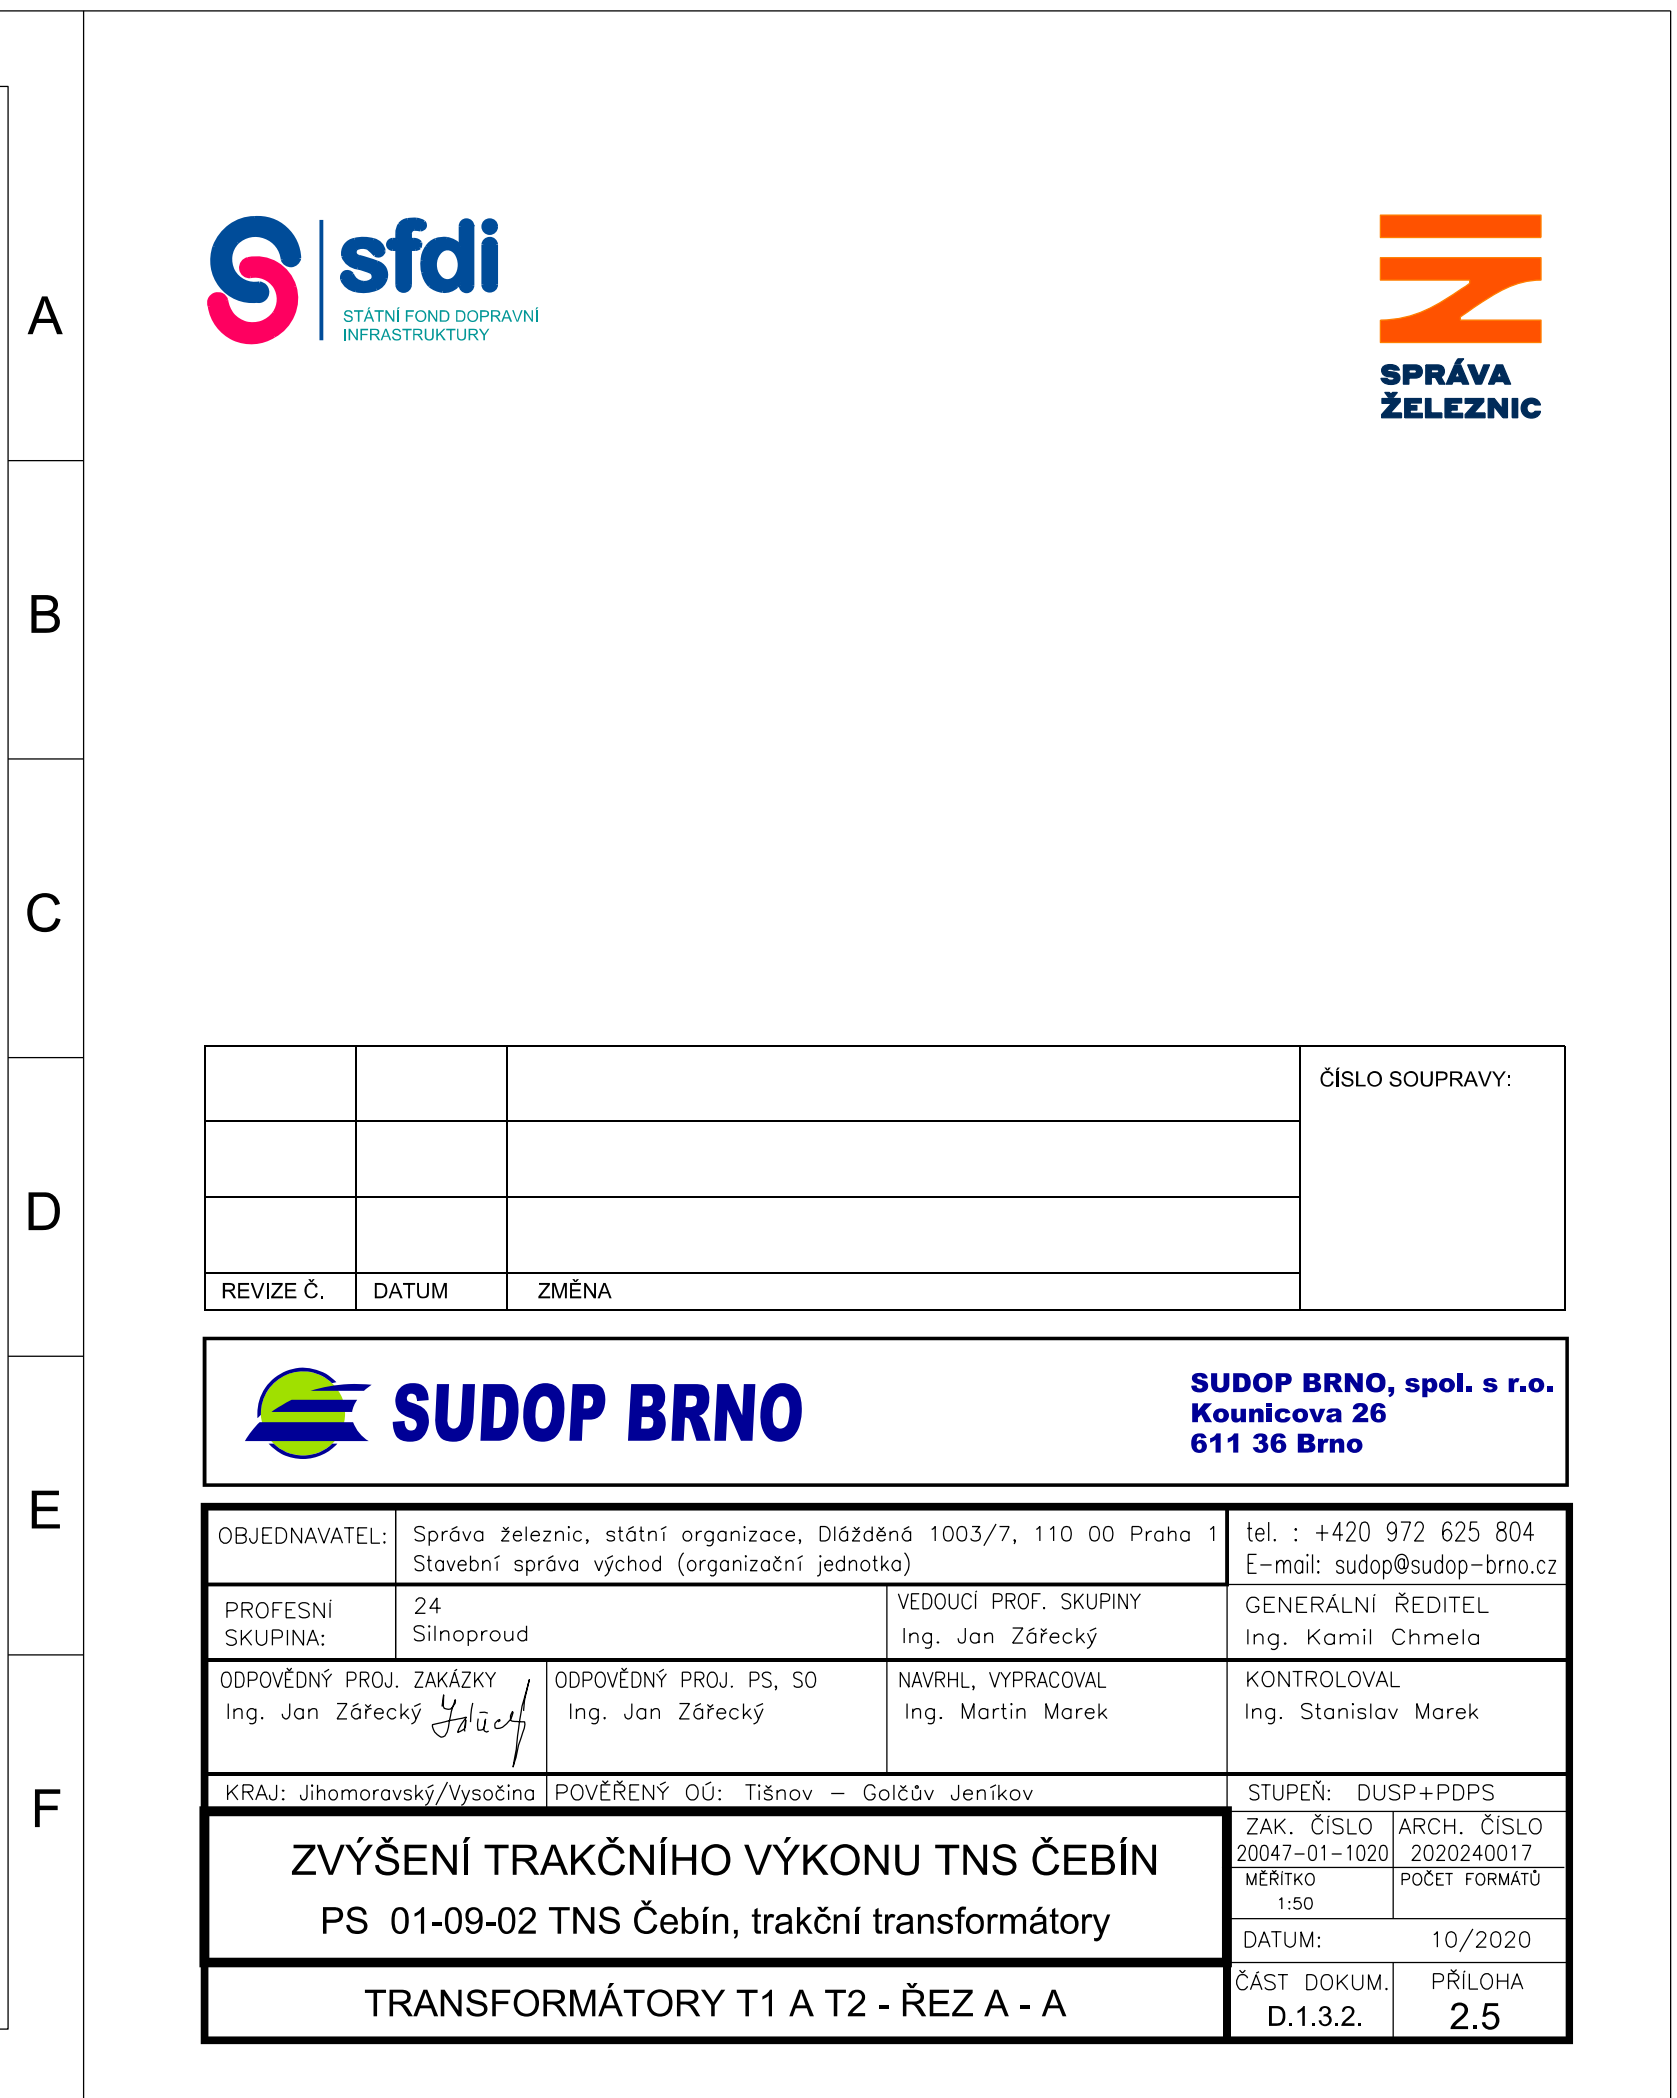 sfdi
STÁTNÍ FOND DOPRAVNÍ
INFRASTRUKTURY
SPRÁVA
ŽELEZNIC
A
B
C
D
E
F
ČÍSLO SOUPRAVY:
REVIZE Č. DATUM ZMĚNA
SUDOP BRNO
SUDOP BRNO, spol. s r.o.
Kounicova 26
611 36 Brno
OBJEDNAVATEL: Správa železnic, státní organizace, Dlážděná 1003/7, 110 00 Praha 1
Stavební správa východ (organizační jednotka)
tel. : +420 972 625 804
E-mail: sudop@sudop-brno.cz
PROFESNÍ
SKUPINA:
24
Silnoproud
VEDOUCÍ PROF. SKUPINY
Ing. Jan Zářecký
GENERÁLNÍ ŘEDITEL
Ing. Kamil Chmela
ODPOVĚDNÝ PROJ. ZAKÁZKY
Ing. Jan Zářecký
ODPOVĚDNÝ PROJ. PS, SO
Ing. Jan Zářecký
NAVRHL, VYPRACOVAL
Ing. Martin Marek
KONTROLOVAL
Ing. Stanislav Marek
KRAJ: Jihomoravský/Vysočina
POVĚŘENÝ OÚ: Tišnov – Golčův Jeníkov
STUPEŇ: DUSP+PDPS
ZVÝŠENÍ TRAKČNÍHO VÝKONU TNS ČEBÍN
PS 01-09-02 TNS Čebín, trakční transformátory
ZAK. ČÍSLO
20047-01-1020
ARCH. ČÍSLO
2020240017
MĚŘÍTKO
1:50
POČET FORMÁTŮ
DATUM: 10/2020
TRANSFORMÁTORY T1 A T2 - ŘEZ A - A
ČÁST DOKUM.
D.1.3.2.
PŘÍLOHA
2.5